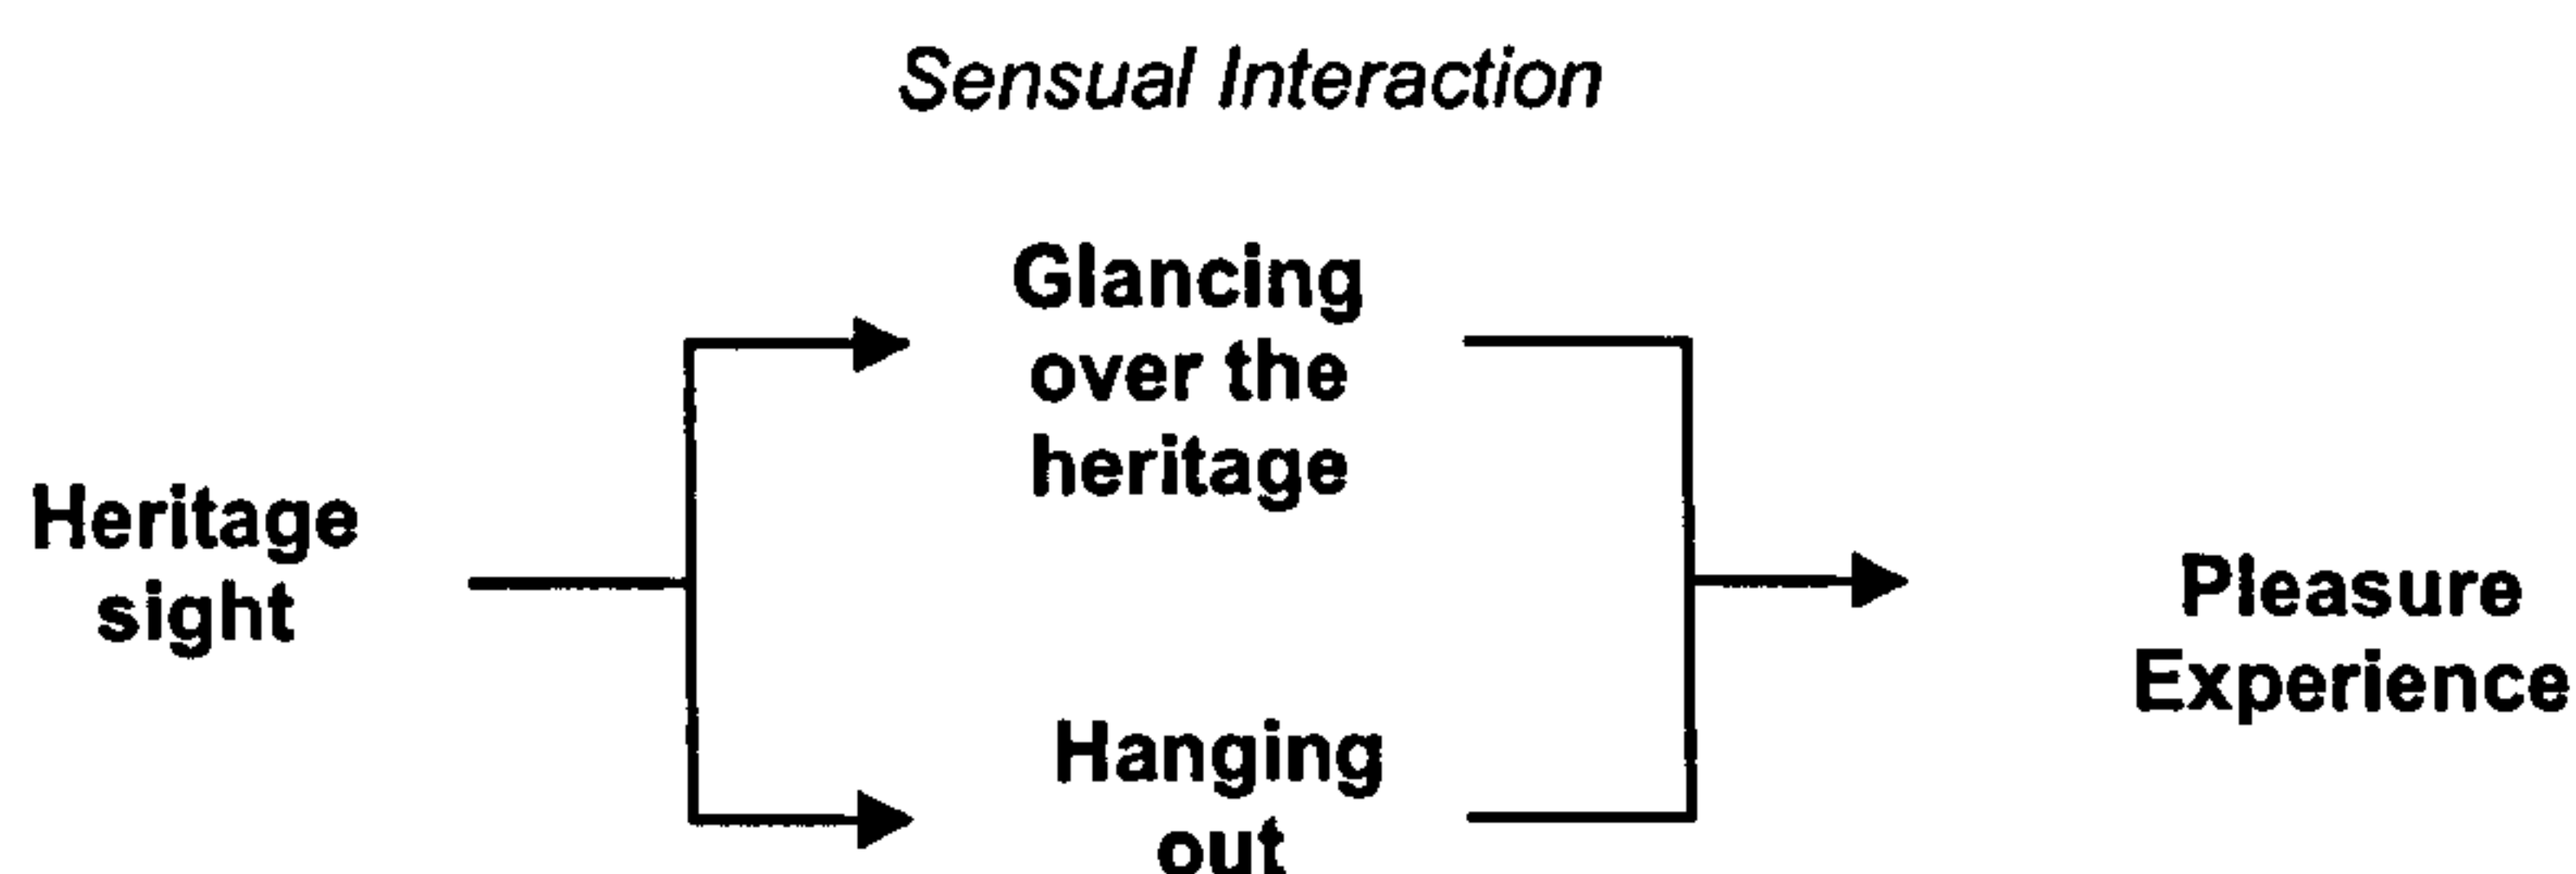 Sensual Interaction
Glancing
over the
heritage
Heritage
sight
Hanging
out
Pleasure
Experience